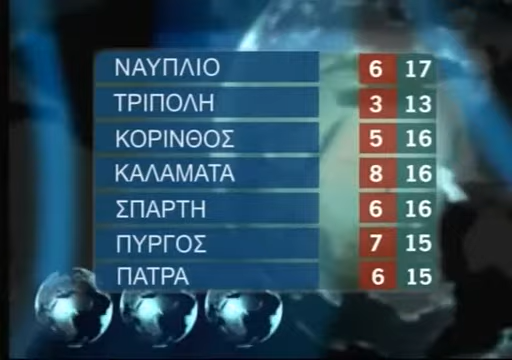 ΝΑΥΠΛΙΟ 6 17
ΤΡΙΠΟΛΗ 3 13
ΚΟΡΙΝΘΟΣ 5 16
ΚΑΛΑΜΑΤΑ 8 16
ΣΠΑΡΤΗ 6 16
ΠΥΡΓΟΣ 7 15
ΠΑΤΡΑ 6 15